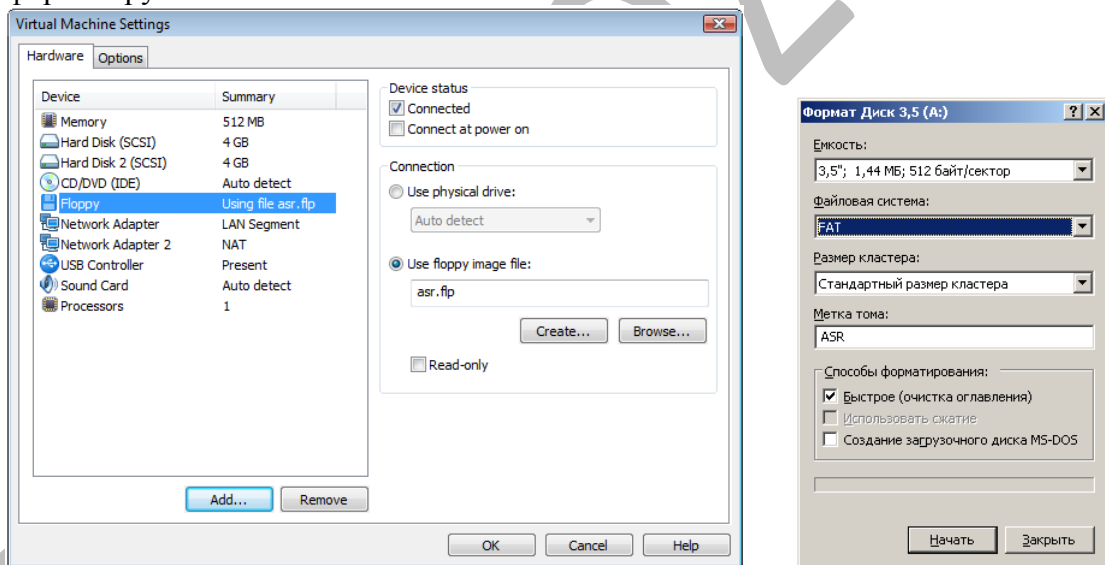 Virtual Machine Settings
Hardware Options
Device Summary
Memory 512 MB
Hard Disk (SCSI) 4 GB
Hard Disk 2 (SCSI) 4 GB
CD/DVD (IDE) Auto detect
Floppy Using file asr.flp
Network Adapter LAN Segment
Network Adapter 2 NAT
USB Controller Present
Sound Card Auto detect
Processors 1
Add... Remove
Device status
Connected
Connect at power on
Connection
Use physical drive:
Auto detect
Use floppy image file:
asr.flp
Create... Browse...
Read-only
OK Cancel Help
Формат Диск 3,5 (A:)
Емкость:
3,5"; 1,44 МБ; 512 байт/сектор
Файловая система:
FAT
Размер кластера:
Стандартный размер кластера
Метка тома:
ASR
Способы форматирования:
Быстрое (очистка оглавления)
Использовать сжатие
Создание загрузочного диска MS-DOS
Начать Закрыть